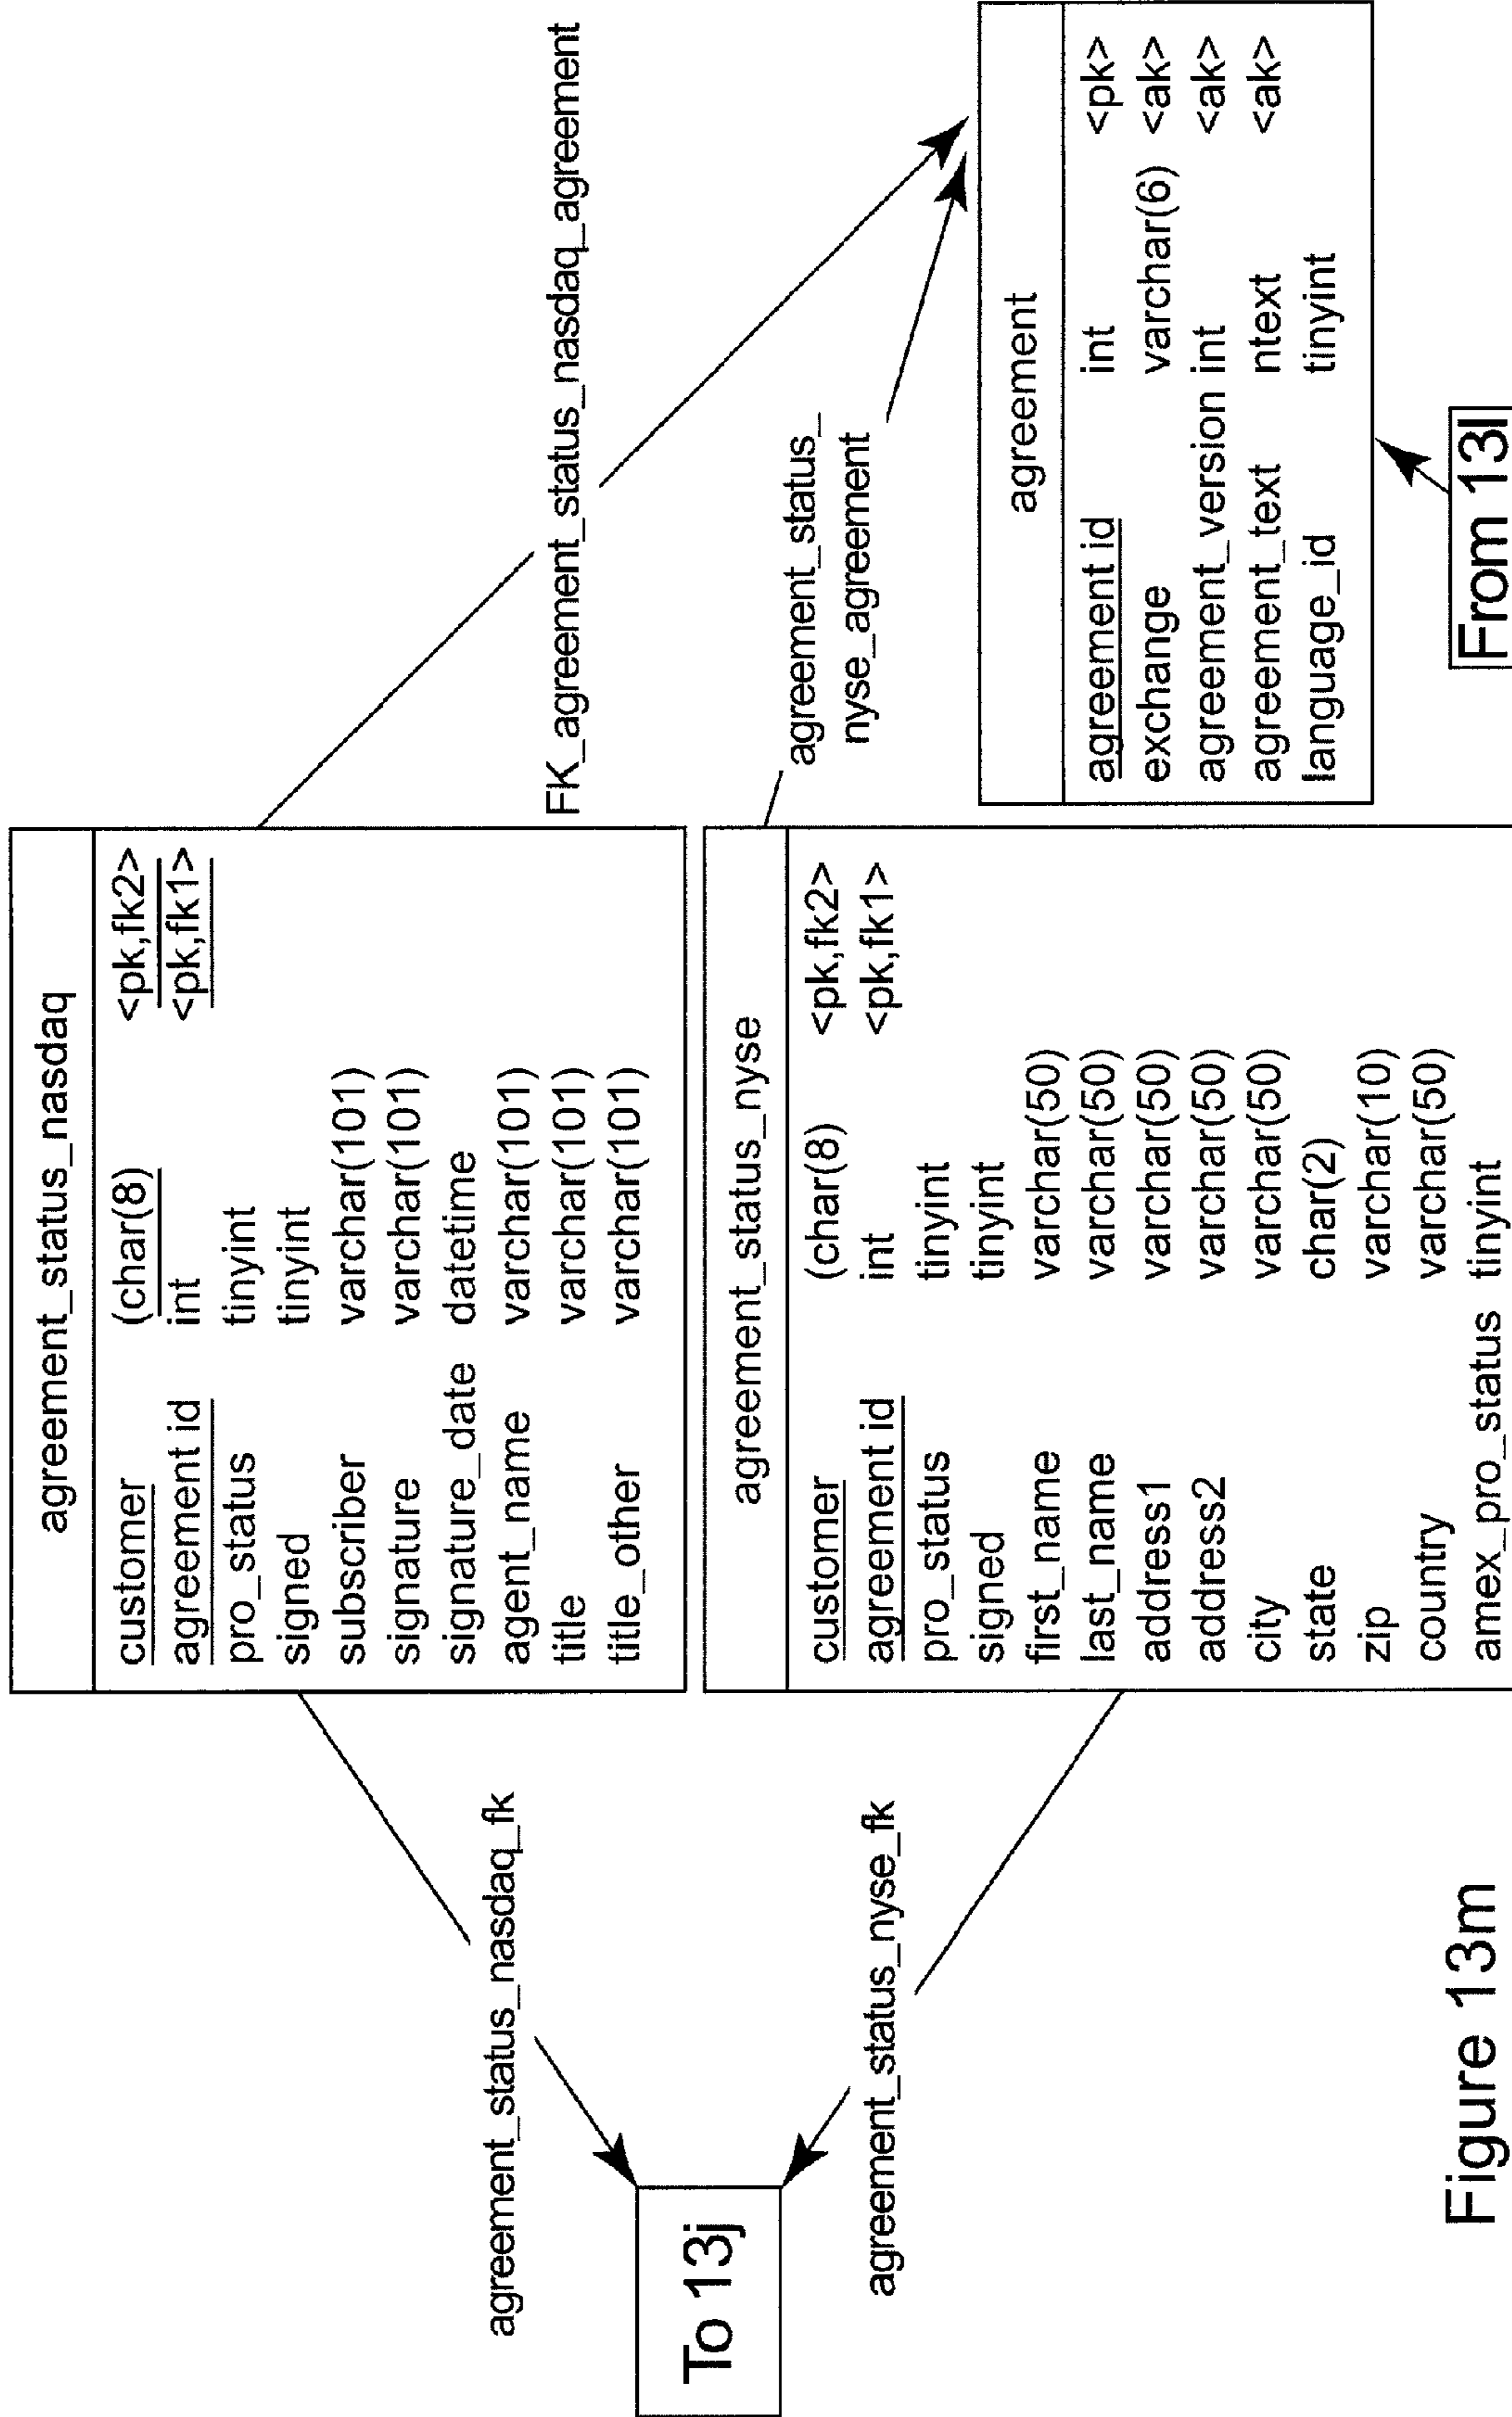 agreement_status_nasdaq
customer (char(8) <pk,fk2>
agreement id int <pk,fk1>
pro_status tinyint
signed tinyint
subscriber varchar(101)
signature varchar(101)
signature_date datetime
agent_name varchar(101)
title varchar(101)
title_other varchar(101)
agreement_status_nasdaq_fk
FK_agreement_status_nasdaq_agreement
To 13j
agreement_status_nyse_fk
agreement_status_nyse
customer (char(8) <pk,fk2>
agreement id int <pk,fk1>
pro_status tinyint
signed tinyint
first_name varchar(50)
last_name varchar(50)
address1 varchar(50)
address2 varchar(50)
city varchar(50)
state char(2)
zip varchar(10)
country varchar(50)
amex_pro_status tinyint
agreement_status_
nyse_agreement
agreement
agreement id int <pk>
exchange varchar(6) <ak>
agreement_version int <ak>
agreement_text ntext <ak>
language_id tinyint
From 13l
Figure 13m